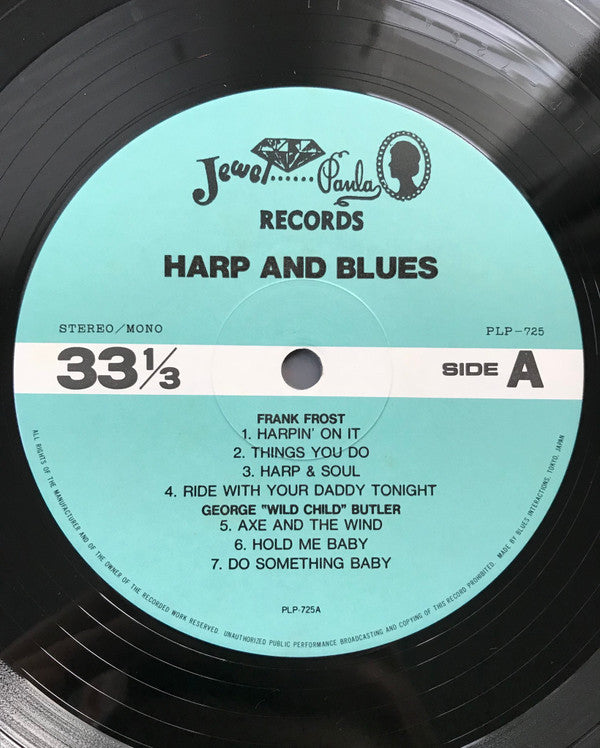 Jewel...... Paula
RECORDS
HARP AND BLUES
STEREO/MONO
PLP-725
33 1/3
SIDE A
FRANK FROST
1. HARPIN' ON IT
2. THINGS YOU DO
3. HARP & SOUL
4. RIDE WITH YOUR DADDY TONIGHT
GEORGE "WILD CHILD" BUTLER
5. AXE AND THE WIND
6. HOLD ME BABY
7. DO SOMETHING BABY
PLP-725A
ALL RIGHTS OF THE MANUFACTURER AND OF THE OWNER OF THE RECORDED WORK RESERVED. UNAUTHORIZED PUBLIC PERFORMANCE BROADCASTING AND COPYING OF THIS RECORD PROHIBITED. MADE BY BLUES INTERACTIONS, TOKYO, JAPAN